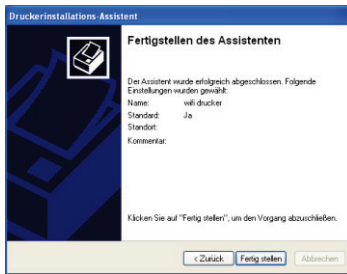 Druckerinstallations-Assistent
Fertigstellen des Assistenten
Der Assistent wurde erfolgreich abgeschlossen. Folgende
Einstellungen wurden gewählt:
Name: wifi drucker
Standard: Ja
Standort:
Kommentar:
Klicken Sie auf "Fertig stellen", um den Vorgang abzuschließen.
< Zurück Fertig stellen Abbrechen